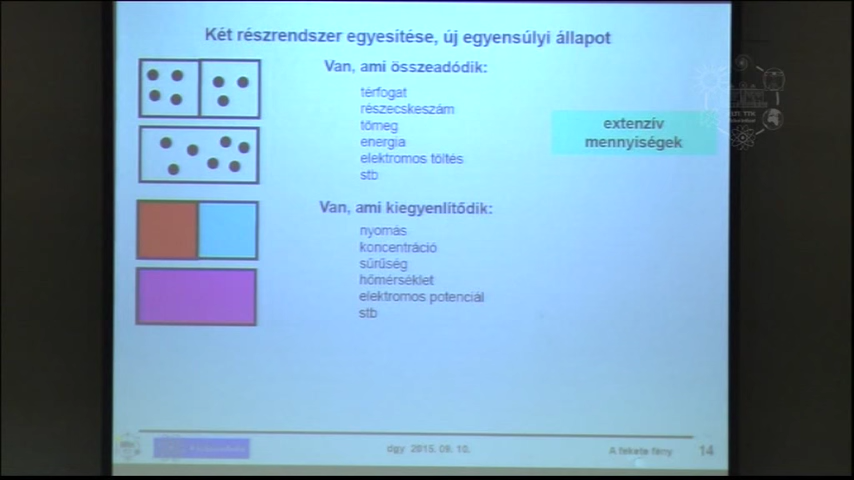 Két részrendszer egyesítése, új egyensúlyi állapot
Van, ami összeadódik:
térfogat
részecskeszám
tömeg
energia
elektromos töltés
stb
extenzív
mennyiségek
Van, ami kiegyenlítődik:
nyomás
koncentráció
sűrűség
hőmérséklet
elektromos potenciál
stb
dgy 2015. 09. 10.
A fekete fény
14